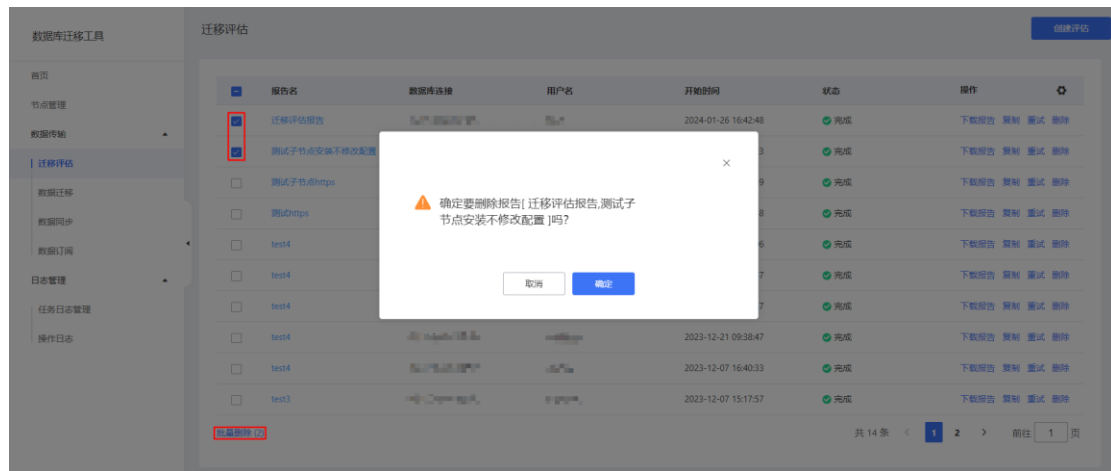 数据库迁移工具
迁移评估
创建评估
首页
节点管理
数据传输
迁移评估
数据迁移
数据同步
数据订阅
日志管理
任务日志管理
操作日志
报告名 数据库连接 用户名 开始时间 状态 操作
迁移评估报告 2024-01-26 16:42:48 完成 下载报告 复制 重试 删除
测试子节点安装不修改配置 3 完成 下载报告 复制 重试 删除
测试子节点https 9 完成 下载报告 复制 重试 删除
测试https 8 完成 下载报告 复制 重试 删除
test4 6 完成 下载报告 复制 重试 删除
test4 7 完成 下载报告 复制 重试 删除
test4 7 完成 下载报告 复制 重试 删除
test4 2023-12-21 09:38:47 完成 下载报告 复制 重试 删除
test4 2023-12-07 16:40:33 完成 下载报告 复制 重试 删除
test3 2023-12-07 15:17:57 完成 下载报告 复制 重试 删除
确定要删除报告[ 迁移评估报告,测试子
节点安装不修改配置 ]吗?
取消 确定
批量删除 (2)
共 14 条 < 1 2 > 前往 1 页